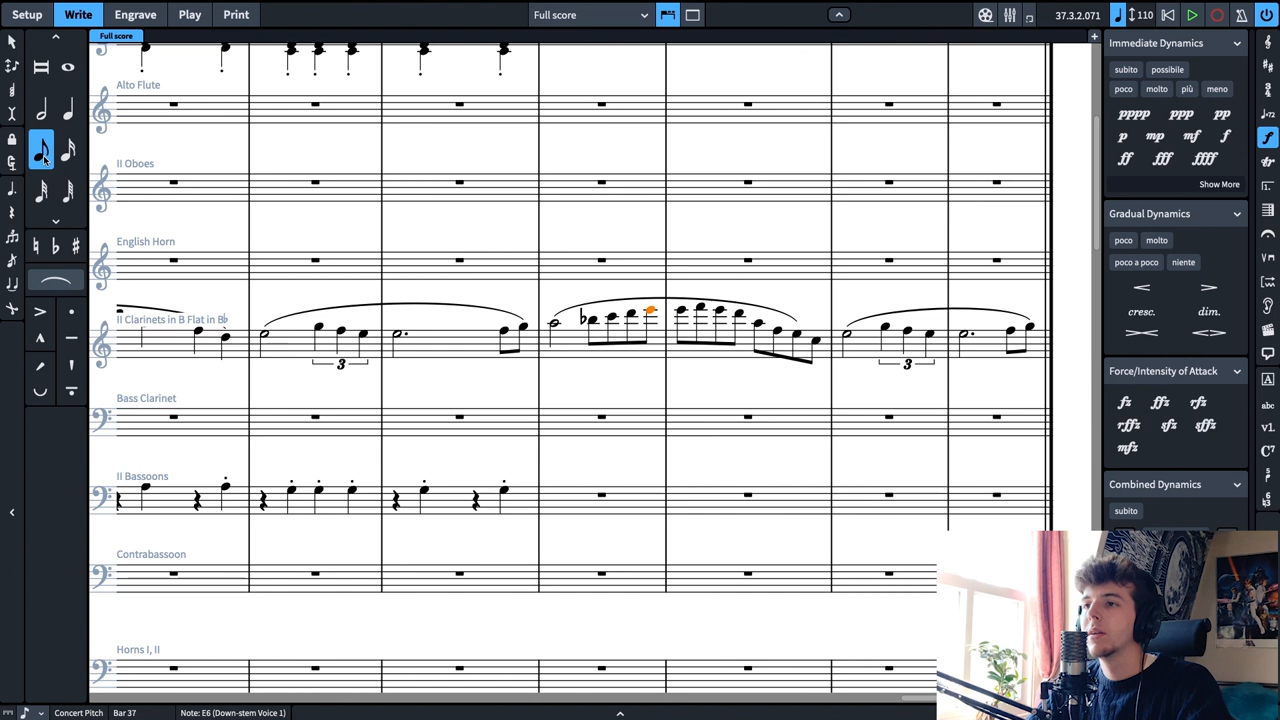 Setup Write Engrave Play Print Full score 37.3.2.071 110
Full score
Alto Flute
II Oboes
English Horn
II Clarinets in B Flat in B♭
3 3
Bass Clarinet
II Bassoons
Contrabassoon
Horns I, II
Immediate Dynamics
subito possibile
poco molto più meno
pppp ppp pp
p mp mf f
ff fff ffff
Show More
Gradual Dynamics
poco molto
poco a poco niente
cresc. dim.
Force/Intensity of Attack
fz ffz rfz
rffz sfz sffz
mfz
Combined Dynamics
subito
Concert Pitch Bar 37 Note: E6 (Down-stem Voice 1)